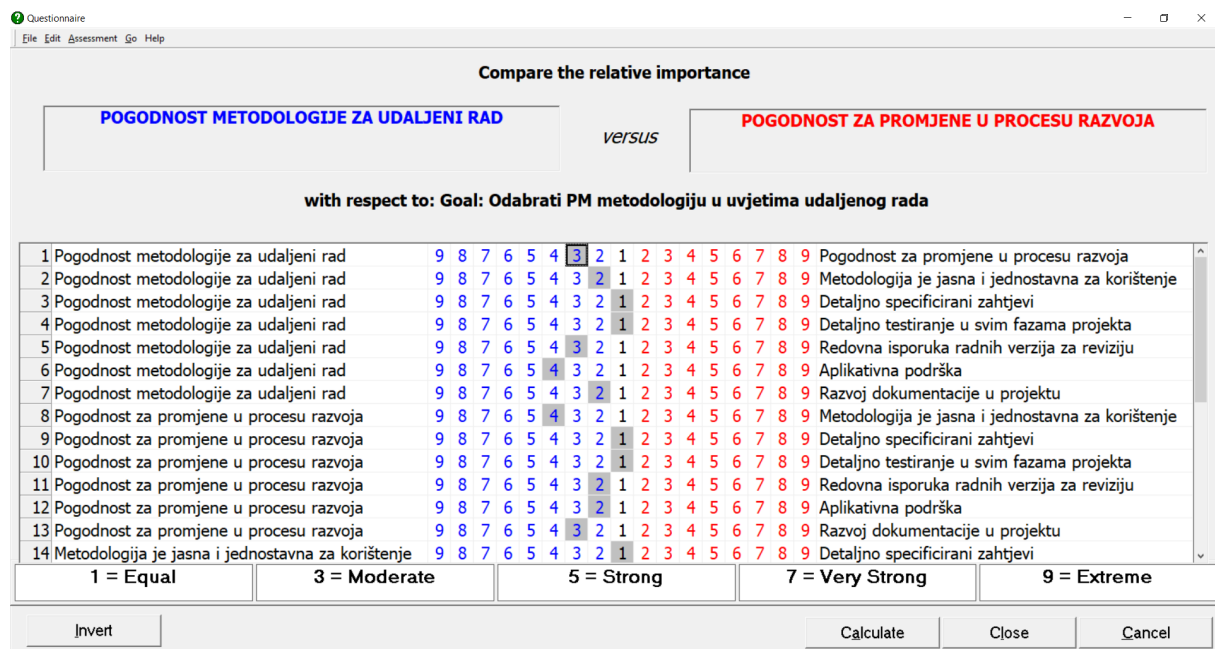 Questionnaire
File Edit Assessment Go Help
Compare the relative importance
POGODNOST METODOLOGIJE ZA UDALJENI RAD
versus
POGODNOST ZA PROMJENE U PROCESU RAZVOJA
with respect to: Goal: Odabrati PM metodologiju u uvjetima udaljenog rada
1 Pogodnost metodologije za udaljeni rad 9 8 7 6 5 4 3 2 1 2 3 4 5 6 7 8 9 Pogodnost za promjene u procesu razvoja
2 Pogodnost metodologije za udaljeni rad 9 8 7 6 5 4 3 2 1 2 3 4 5 6 7 8 9 Metodologija je jasna i jednostavna za korištenje
3 Pogodnost metodologije za udaljeni rad 9 8 7 6 5 4 3 2 1 2 3 4 5 6 7 8 9 Detaljno specificirani zahtjevi
4 Pogodnost metodologije za udaljeni rad 9 8 7 6 5 4 3 2 1 2 3 4 5 6 7 8 9 Detaljno testiranje u svim fazama projekta
5 Pogodnost metodologije za udaljeni rad 9 8 7 6 5 4 3 2 1 2 3 4 5 6 7 8 9 Redovna isporuka radnih verzija za reviziju
6 Pogodnost metodologije za udaljeni rad 9 8 7 6 5 4 3 2 1 2 3 4 5 6 7 8 9 Aplikativna podrška
7 Pogodnost metodologije za udaljeni rad 9 8 7 6 5 4 3 2 1 2 3 4 5 6 7 8 9 Razvoj dokumentacije u projektu
8 Pogodnost za promjene u procesu razvoja 9 8 7 6 5 4 3 2 1 2 3 4 5 6 7 8 9 Metodologija je jasna i jednostavna za korištenje
9 Pogodnost za promjene u procesu razvoja 9 8 7 6 5 4 3 2 1 2 3 4 5 6 7 8 9 Detaljno specificirani zahtjevi
10 Pogodnost za promjene u procesu razvoja 9 8 7 6 5 4 3 2 1 2 3 4 5 6 7 8 9 Detaljno testiranje u svim fazama projekta
11 Pogodnost za promjene u procesu razvoja 9 8 7 6 5 4 3 2 1 2 3 4 5 6 7 8 9 Redovna isporuka radnih verzija za reviziju
12 Pogodnost za promjene u procesu razvoja 9 8 7 6 5 4 3 2 1 2 3 4 5 6 7 8 9 Aplikativna podrška
13 Pogodnost za promjene u procesu razvoja 9 8 7 6 5 4 3 2 1 2 3 4 5 6 7 8 9 Razvoj dokumentacije u projektu
14 Metodologija je jasna i jednostavna za korištenje 9 8 7 6 5 4 3 2 1 2 3 4 5 6 7 8 9 Detaljno specificirani zahtjevi
1 = Equal 3 = Moderate 5 = Strong 7 = Very Strong 9 = Extreme
Invert Calculate Close Cancel